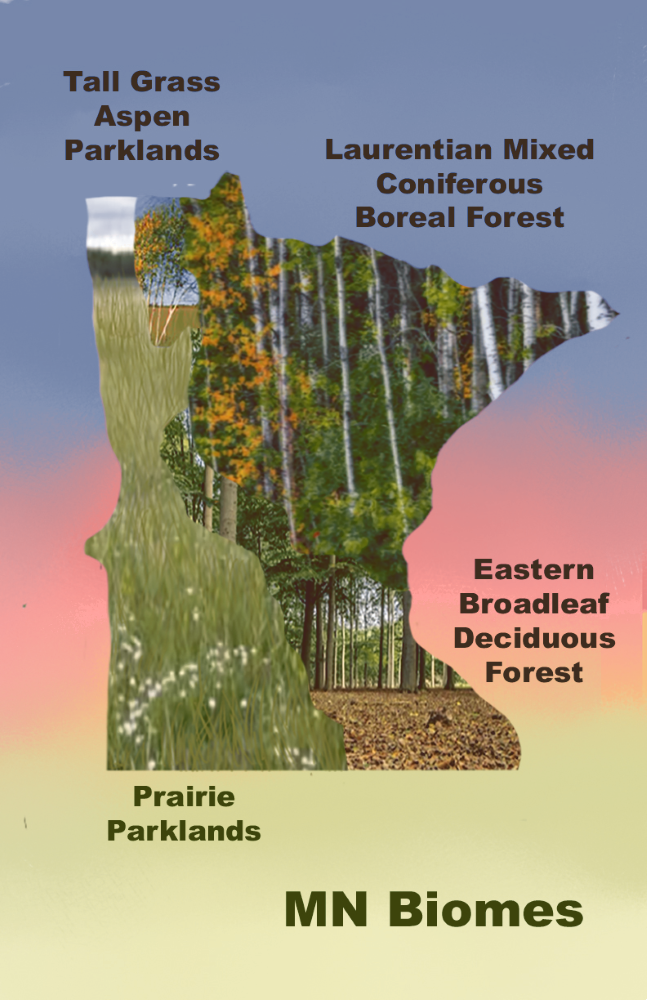 Tall Grass
Aspen
Parklands
Laurentian Mixed
Coniferous
Boreal Forest
Eastern
Broadleaf
Deciduous
Forest
Prairie
Parklands
MN Biomes